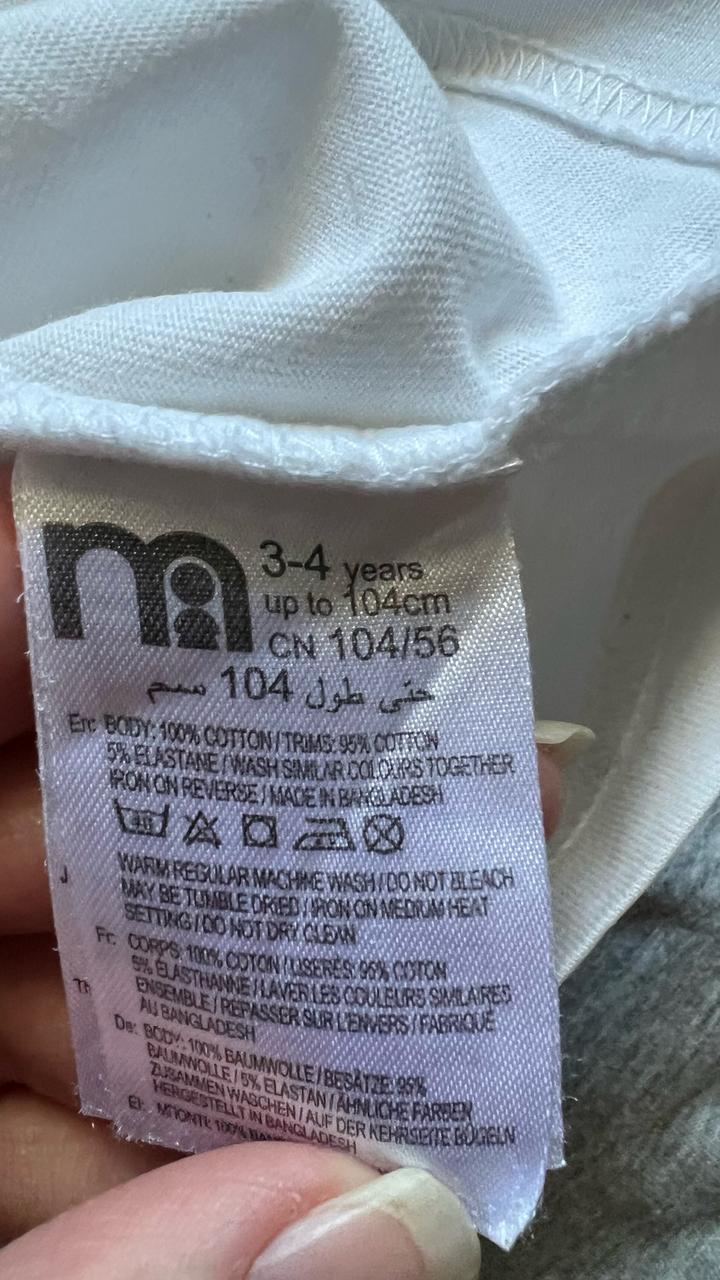 3-4 years
up to 104cm
CN 104/56
حتى طول 104 سم
En: BODY: 100% COTTON / TRIMS: 95% COTTON
5% ELASTANE / WASH SIMILAR COLOURS TOGETHER
IRON ON REVERSE / MADE IN BANGLADESH
40
WARM REGULAR MACHINE WASH / DO NOT BLEACH
MAY BE TUMBLE DRIED / IRON ON MEDIUM HEAT
SETTING / DO NOT DRY CLEAN
Fr: CORPS: 100% COTON / LISERÉS: 95% COTON
5% ÉLASTHANNE / LAVER LES COULEURS SIMILAIRES
ENSEMBLE / REPASSER SUR L'ENVERS / FABRIQUÉ
AU BANGLADESH
De: BODY: 100% BAUMWOLLE / BESÄTZE: 95%
BAUMWOLLE / 5% ELASTAN / ÄHNLICHE FARBEN
ZUSAMMEN WASCHEN / AUF DER KEHRSEITE BÜGELN
HERGESTELLT IN BANGLADESH
El: ΜΠΟΝΤΙ: 100%